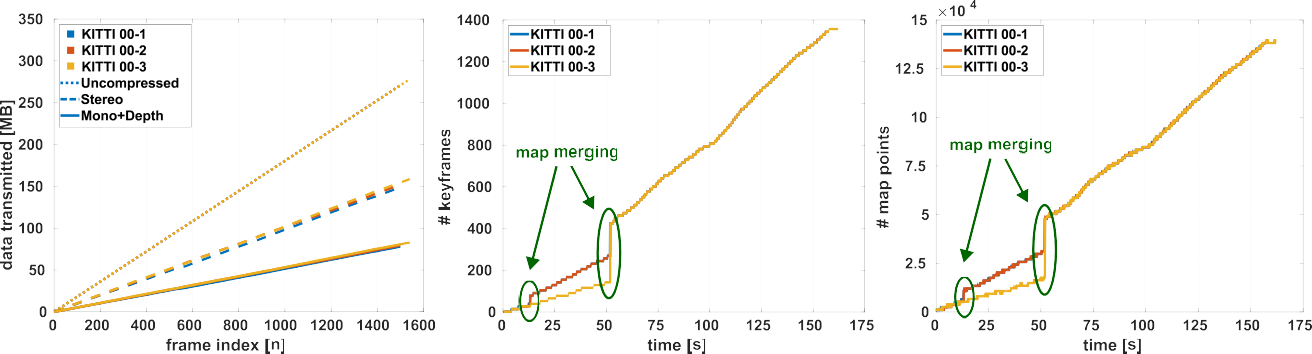 350
300
250
200
150
100
50
0
0 200 400 600 800 1000 1200 1400 1600
data transmitted [MB]
frame index [n]
KITTI 00-1
KITTI 00-2
KITTI 00-3
Uncompressed
Stereo
Mono+Depth
1400
1200
1000
800
600
400
200
0
0 25 50 75 100 125 150 175
# keyframes
time [s]
KITTI 00-1
KITTI 00-2
KITTI 00-3
map merging
×10⁴
15
12.5
10
7.5
5
2.5
0
0 25 50 75 100 125 150 175
# map points
time [s]
KITTI 00-1
KITTI 00-2
KITTI 00-3
map merging